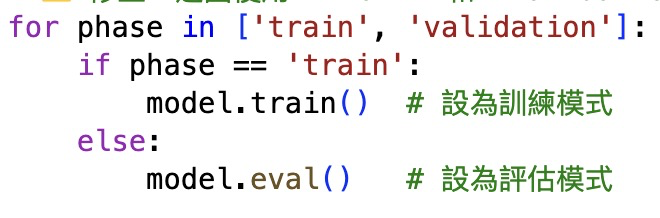 for phase in ['train', 'validation']:
    if phase == 'train':
        model.train()  # 設為訓練模式
    else:
        model.eval()   # 設為評估模式